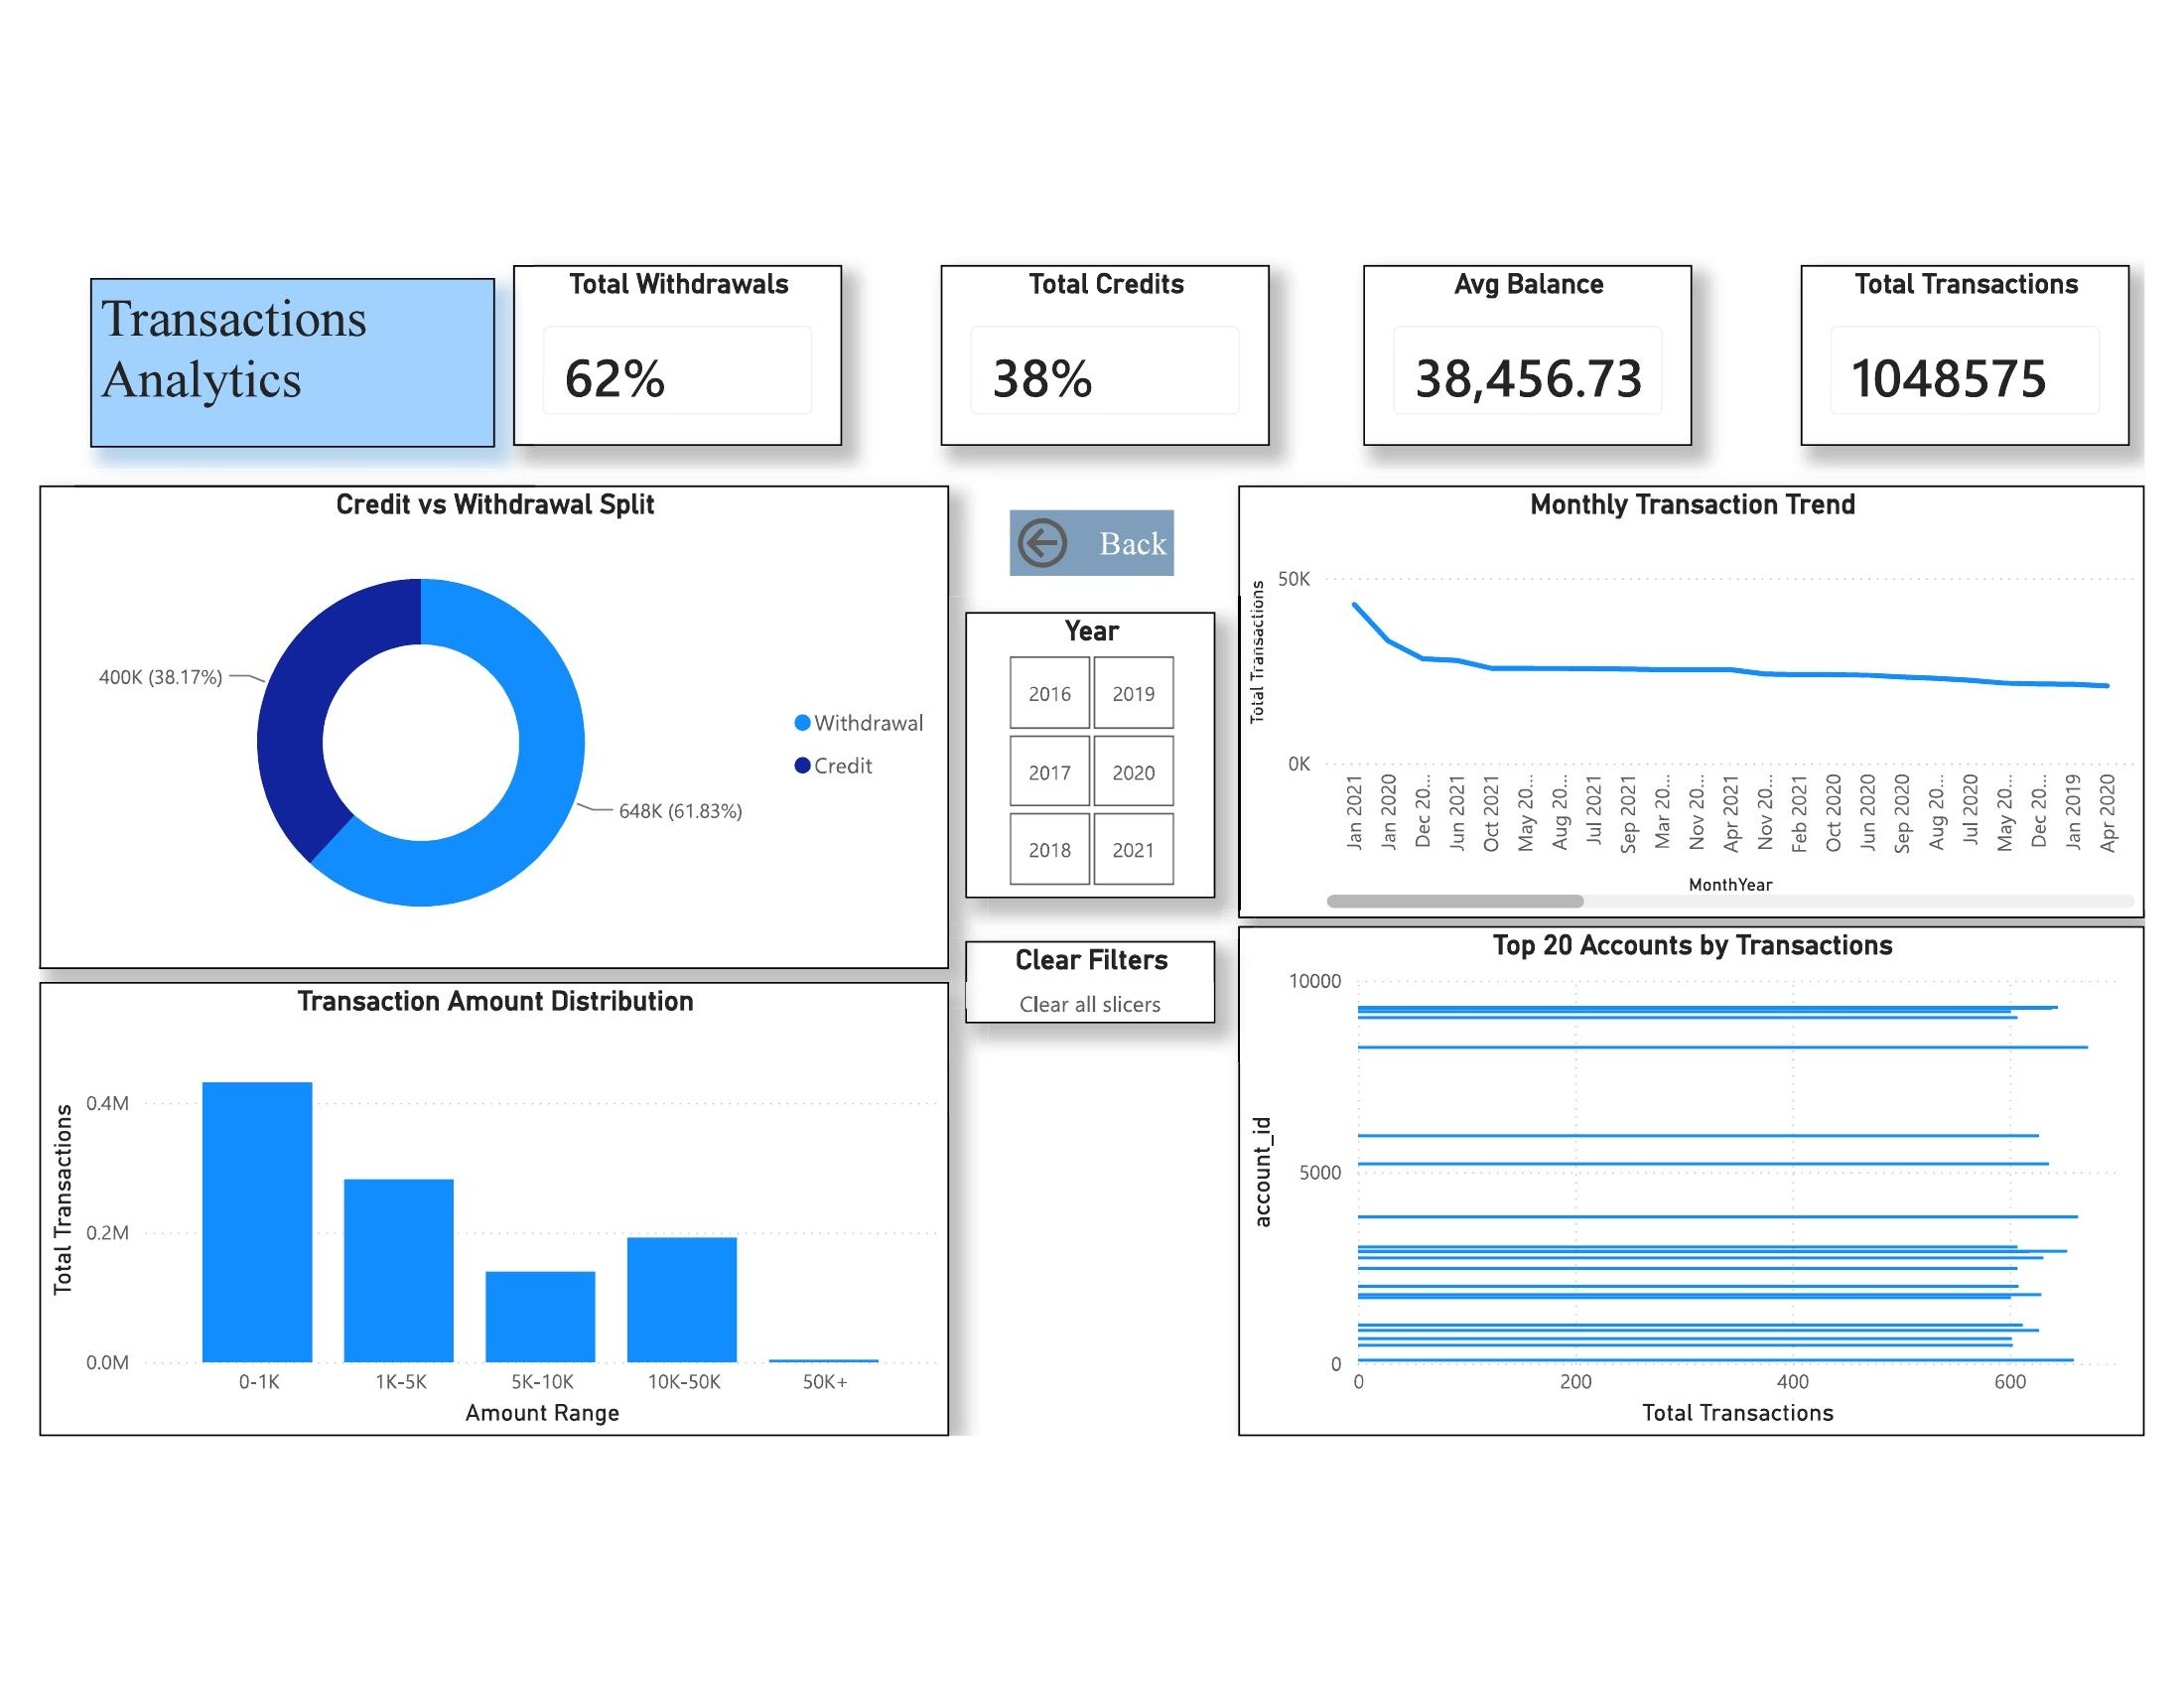 Transactions
Analytics
Total Withdrawals
62%
Total Credits
38%
Avg Balance
38,456.73
Total Transactions
1048575
Credit vs Withdrawal Split
400K (38.17%)
648K (61.83%)
Withdrawal
Credit
Back
Year
2016
2019
2017
2020
2018
2021
Clear Filters
Clear all slicers
Monthly Transaction Trend
Total Transactions
50K
0K
Jan 2021
Jan 2020
Dec 20...
Jun 2021
Oct 2021
May 20...
Aug 20...
Jul 2021
Sep 2021
Mar 20...
Nov 20...
Apr 2021
Nov 20...
Feb 2021
Oct 2020
Jun 2020
Sep 2020
Aug 20...
Jul 2020
May 20...
Dec 20...
Jan 2019
Apr 2020
MonthYear
Transaction Amount Distribution
Total Transactions
0.4M
0.2M
0.0M
0-1K
1K-5K
5K-10K
10K-50K
50K+
Amount Range
Top 20 Accounts by Transactions
account_id
10000
5000
0
0
200
400
600
Total Transactions